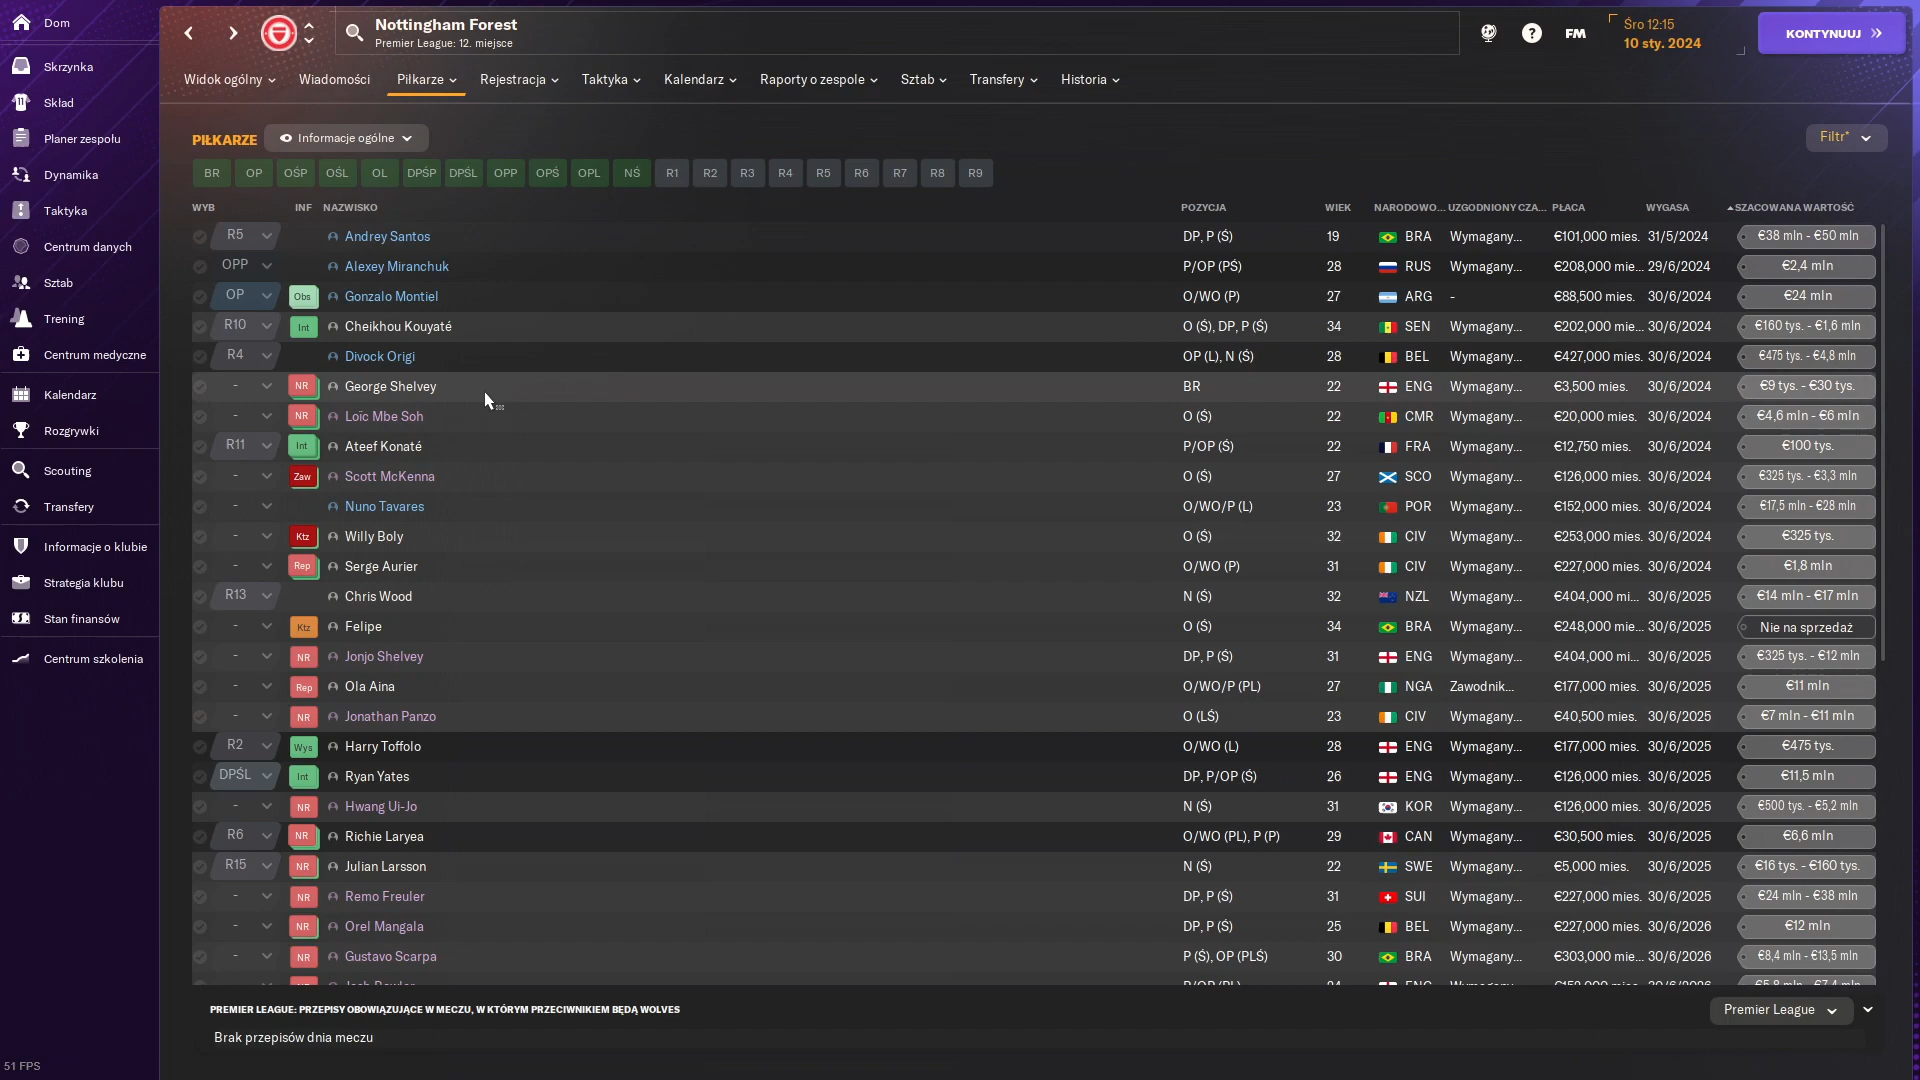 Dom
Skrzynka
Skład
Planer zespołu
Dynamika
Taktyka
Centrum danych
Sztab
Trening
Centrum medyczne
Kalendarz
Rozgrywki
Scouting
Transfery
Informacje o klubie
Strategia klubu
Stan finansów
Centrum szkolenia
51 FPS
Nottingham Forest
Premier League: 12. miejsce
FM
Śro 12:15
10 sty. 2024
KONTYNUUJ
Widok ogólny Wiadomości Piłkarze Rejestracja Taktyka Kalendarz Raporty o zespole Sztab Transfery Historia
PIŁKARZE Informacje ogólne Filtr*
BR OP OŚP OŚL OL DPŚP DPŚL OPP OPŚ OPL NŚ R1 R2 R3 R4 R5 R6 R7 R8 R9
WYB INF NAZWISKO POZYCJA WIEK NARODOWO... UZGODNIONY CZA... PŁACA WYGASA SZACOWANA WARTOŚĆ
R5 Andrey Santos DP, P (Ś) 19 BRA Wymagany... €101,000 mies. 31/5/2024 €38 mln - €50 mln
OPP Alexey Miranchuk P/OP (PŚ) 28 RUS Wymagany... €208,000 mie... 29/6/2024 €2,4 mln
OP Obs Gonzalo Montiel O/WO (P) 27 ARG - €88,500 mies. 30/6/2024 €24 mln
R10 Int Cheikhou Kouyaté O (Ś), DP, P (Ś) 34 SEN Wymagany... €202,000 mie... 30/6/2024 €160 tys. - €1,6 mln
R4 Divock Origi OP (L), N (Ś) 28 BEL Wymagany... €427,000 mies. 30/6/2024 €475 tys. - €4,8 mln
- NR George Shelvey BR 22 ENG Wymagany... €3,500 mies. 30/6/2024 €9 tys. - €30 tys.
- NR Loïc Mbe Soh O (Ś) 22 CMR Wymagany... €20,000 mies. 30/6/2024 €4,6 mln - €6 mln
R11 Int Ateef Konaté P/OP (Ś) 22 FRA Wymagany... €12,750 mies. 30/6/2024 €100 tys.
- Zaw Scott McKenna O (Ś) 27 SCO Wymagany... €126,000 mies. 30/6/2024 €325 tys. - €3,3 mln
- Nuno Tavares O/WO/P (L) 23 POR Wymagany... €152,000 mies. 30/6/2024 €17,5 mln - €28 mln
- Ktz Willy Boly O (Ś) 32 CIV Wymagany... €253,000 mies. 30/6/2024 €325 tys.
- Rep Serge Aurier O/WO (P) 31 CIV Wymagany... €227,000 mies. 30/6/2024 €1,8 mln
R13 Chris Wood N (Ś) 32 NZL Wymagany... €404,000 mi... 30/6/2025 €14 mln - €17 mln
- Ktz Felipe O (Ś) 34 BRA Wymagany... €248,000 mie... 30/6/2025 Nie na sprzedaż
- NR Jonjo Shelvey DP, P (Ś) 31 ENG Wymagany... €404,000 mi... 30/6/2025 €325 tys. - €12 mln
- Rep Ola Aina O/WO/P (PL) 27 NGA Zawodnik... €177,000 mies. 30/6/2025 €11 mln
- NR Jonathan Panzo O (LŚ) 23 CIV Wymagany... €40,500 mies. 30/6/2025 €7 mln - €11 mln
R2 Wys Harry Toffolo O/WO (L) 28 ENG Wymagany... €177,000 mies. 30/6/2025 €475 tys.
DPŚL Int Ryan Yates DP, P/OP (Ś) 26 ENG Wymagany... €126,000 mies. 30/6/2025 €11,5 mln
- NR Hwang Ui-Jo N (Ś) 31 KOR Wymagany... €126,000 mies. 30/6/2025 €500 tys. - €5,2 mln
R6 NR Richie Laryea O/WO (PL), P (P) 29 CAN Wymagany... €30,500 mies. 30/6/2025 €6,6 mln
R15 NR Julian Larsson N (Ś) 22 SWE Wymagany... €5,000 mies. 30/6/2025 €16 tys. - €160 tys.
- NR Remo Freuler DP, P (Ś) 31 SUI Wymagany... €227,000 mies. 30/6/2025 €24 mln - €38 mln
- NR Orel Mangala DP, P (Ś) 25 BEL Wymagany... €227,000 mies. 30/6/2026 €12 mln
- NR Gustavo Scarpa P (Ś), OP (PLŚ) 30 BRA Wymagany... €303,000 mie... 30/6/2026 €8,4 mln - €13,5 mln
PREMIER LEAGUE: PRZEPISY OBOWIĄZUJĄCE W MECZU, W KTÓRYM PRZECIWNIKIEM BĘDĄ WOLVES
Premier League
Brak przepisów dnia meczu